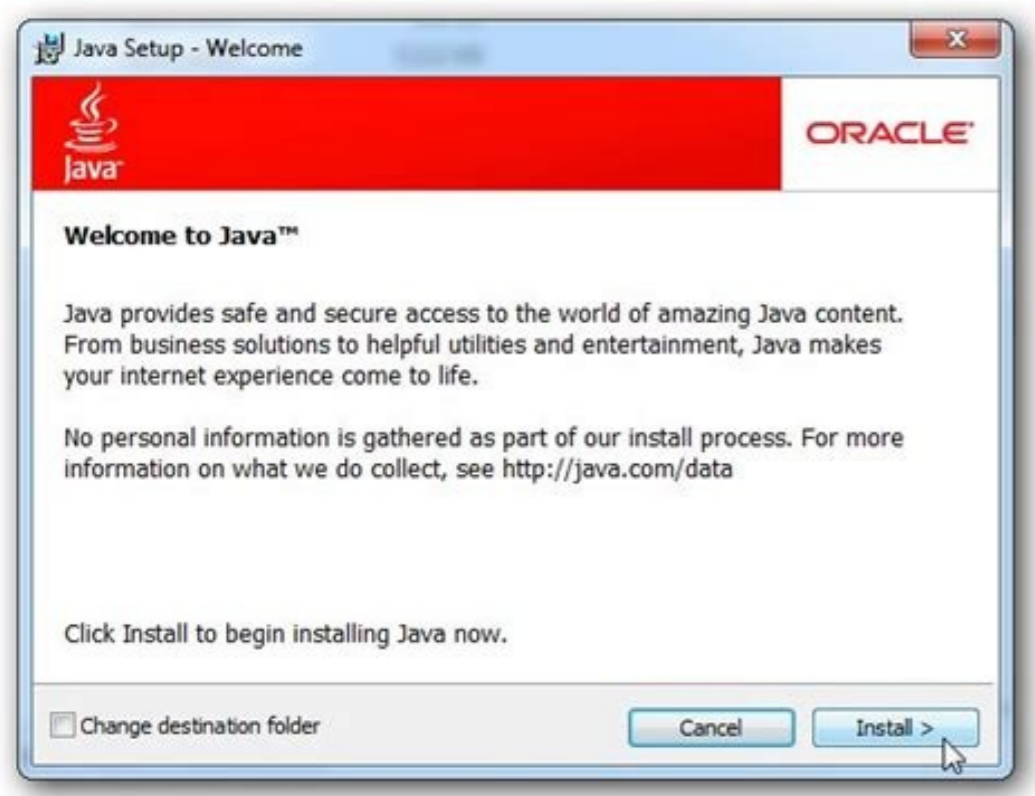 Java Setup - Welcome
Java™
ORACLE®
Welcome to Java™
Java provides safe and secure access to the world of amazing Java content.
From business solutions to helpful utilities and entertainment, Java makes
your internet experience come to life.
No personal information is gathered as part of our install process. For more
information on what we do collect, see http://java.com/data
Click Install to begin installing Java now.
Change destination folder
Cancel
Install >